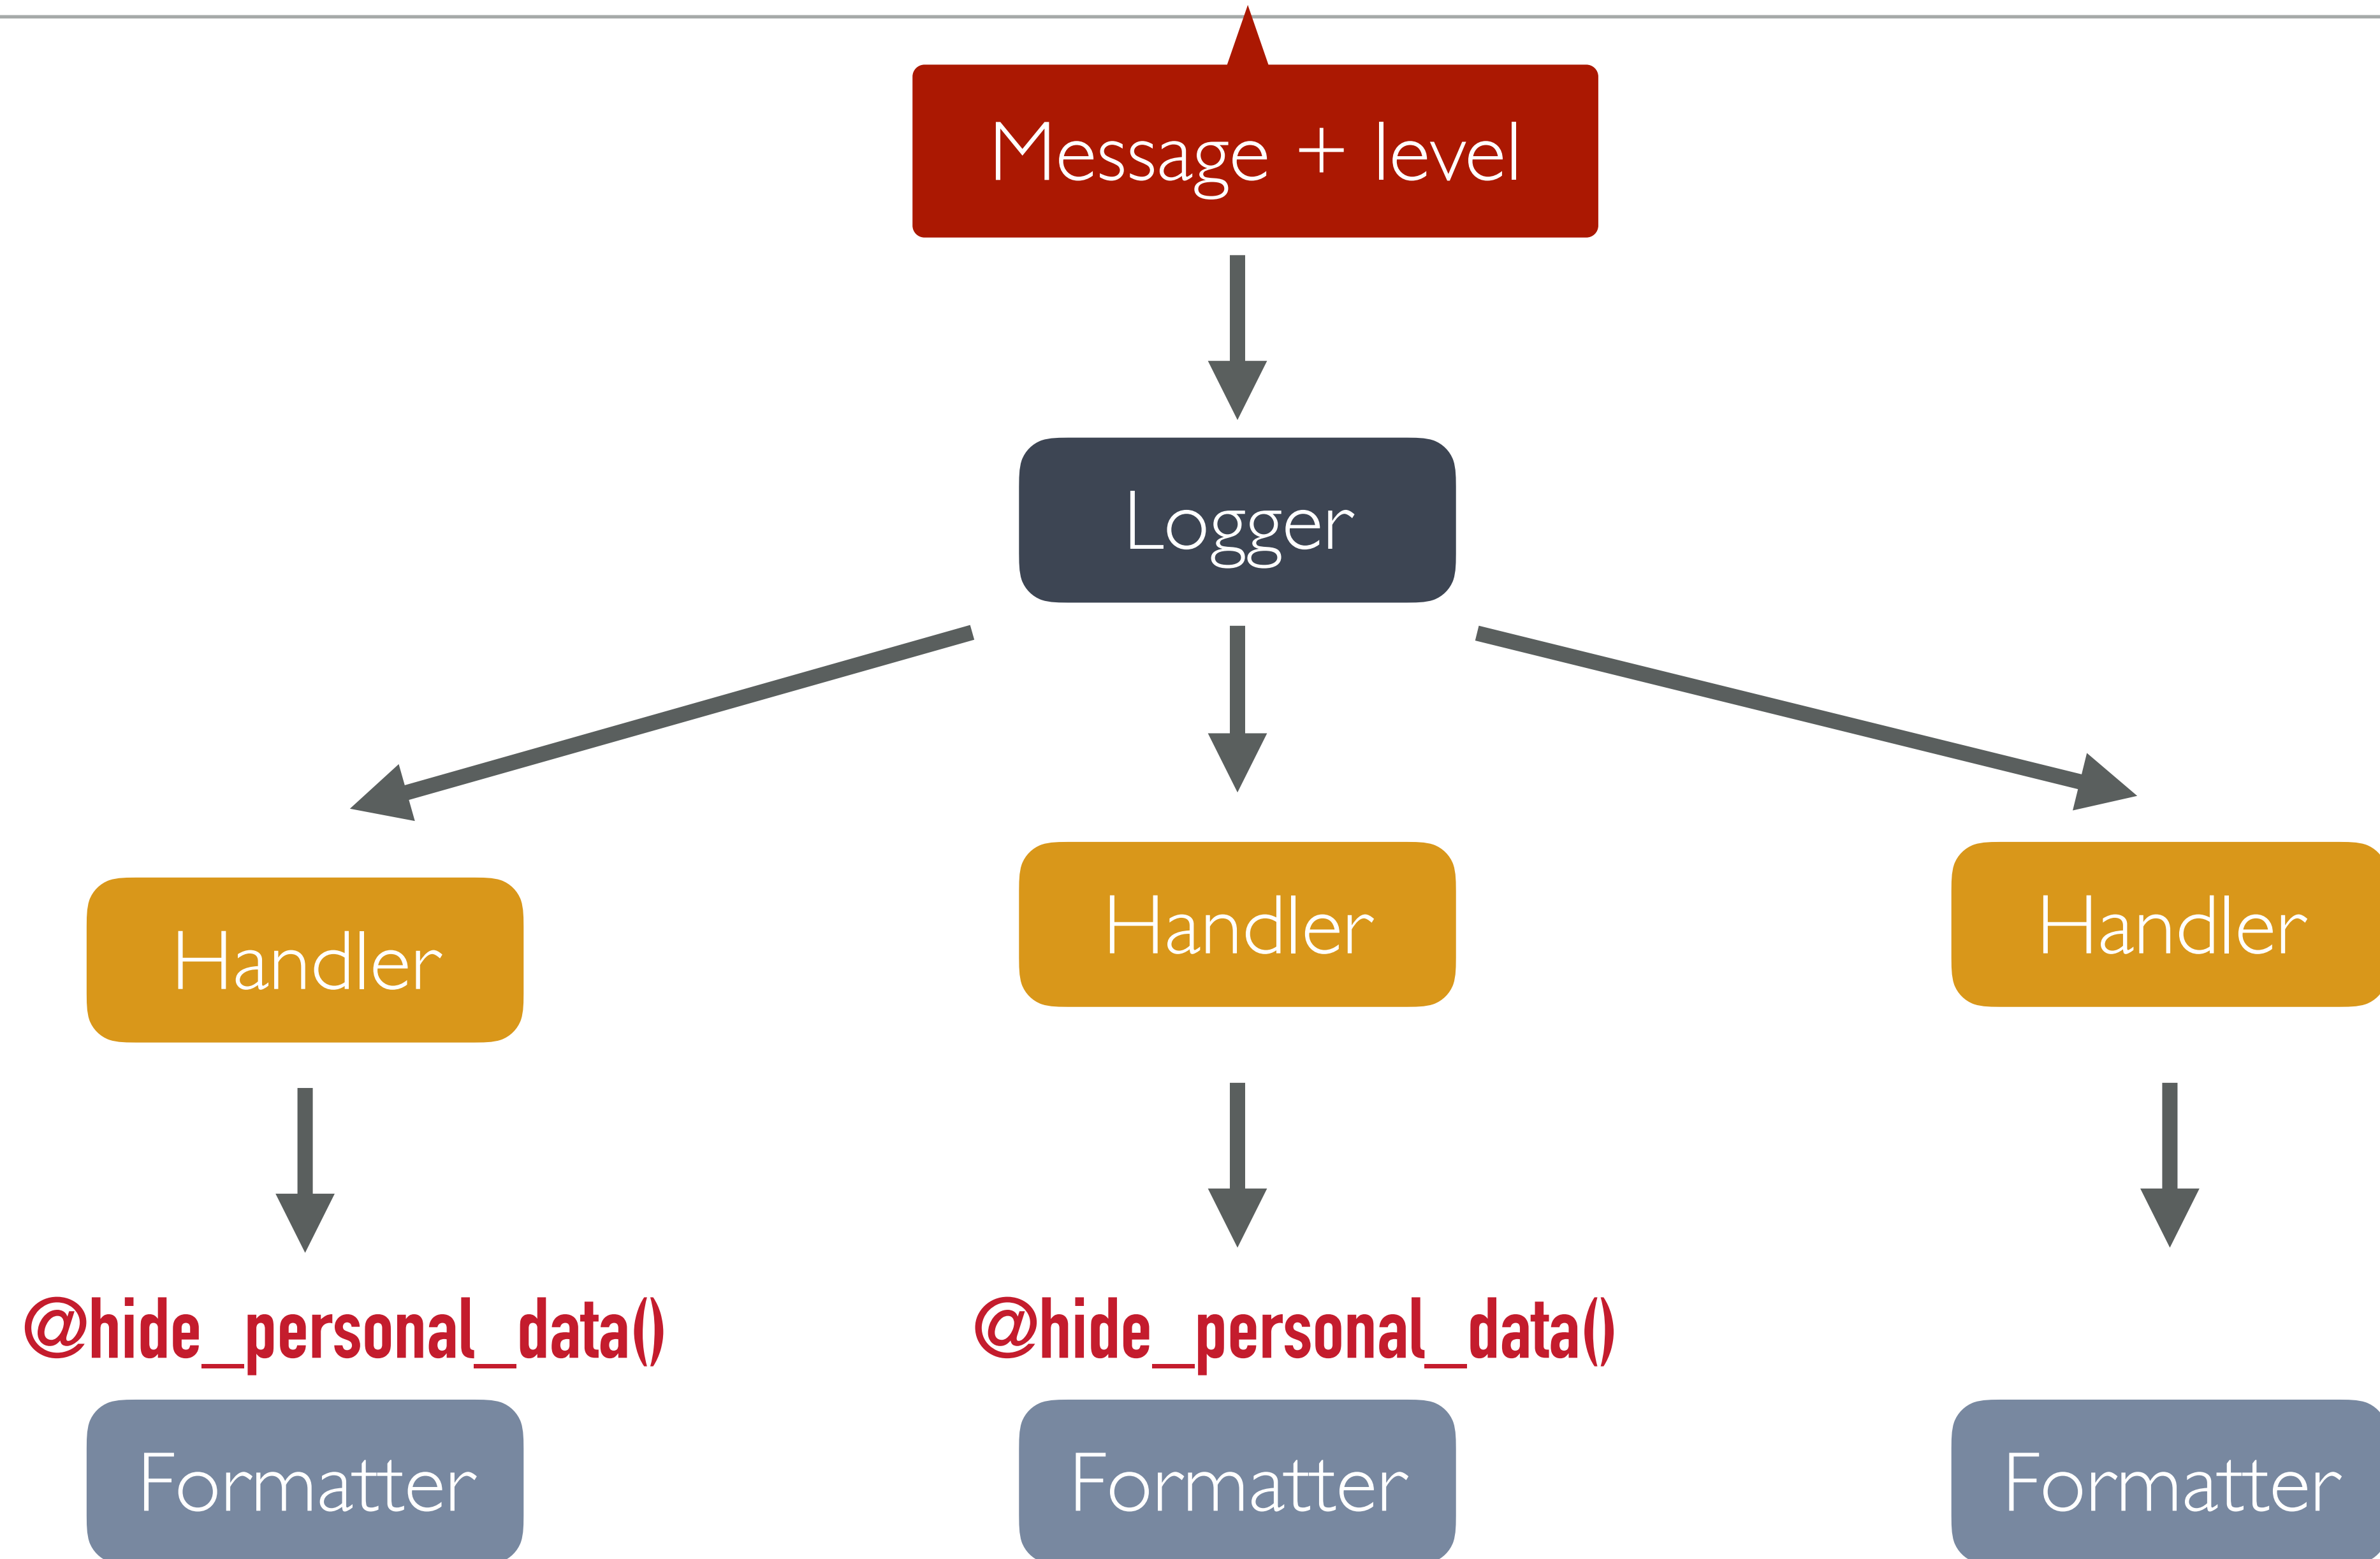 Message + level
Logger
Handler
Handler
Handler
@hide_personal_data()
@hide_personal_data()
Formatter
Formatter
Formatter